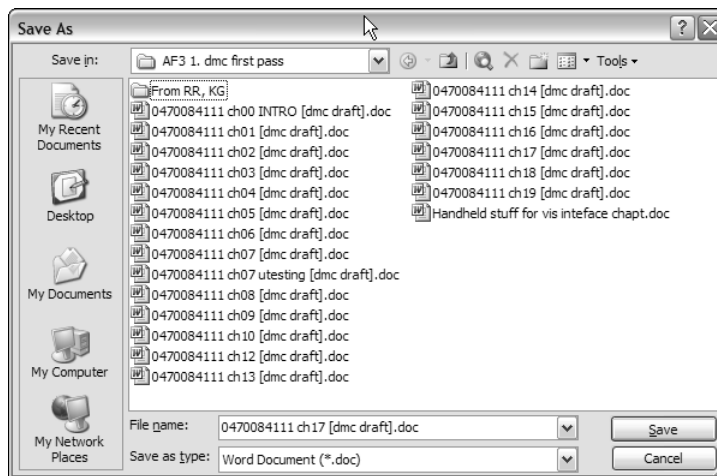 Save As
Save in:
AF3 1. dmc first pass
Tools
My Recent
Documents
Desktop
My Documents
My Computer
My Network
Places
From RR, KG
0470084111 ch00 INTRO [dmc draft].doc
0470084111 ch01 [dmc draft].doc
0470084111 ch02 [dmc draft].doc
0470084111 ch03 [dmc draft].doc
0470084111 ch04 [dmc draft].doc
0470084111 ch05 [dmc draft].doc
0470084111 ch06 [dmc draft].doc
0470084111 ch07 [dmc draft].doc
0470084111 ch07 utesting [dmc draft].doc
0470084111 ch08 [dmc draft].doc
0470084111 ch09 [dmc draft].doc
0470084111 ch10 [dmc draft].doc
0470084111 ch12 [dmc draft].doc
0470084111 ch13 [dmc draft].doc
0470084111 ch14 [dmc draft].doc
0470084111 ch15 [dmc draft].doc
0470084111 ch16 [dmc draft].doc
0470084111 ch17 [dmc draft].doc
0470084111 ch18 [dmc draft].doc
0470084111 ch19 [dmc draft].doc
Handheld stuff for vis inteface chapt.doc
File name:
0470084111 ch17 [dmc draft].doc
Save
Save as type:
Word Document (*.doc)
Cancel